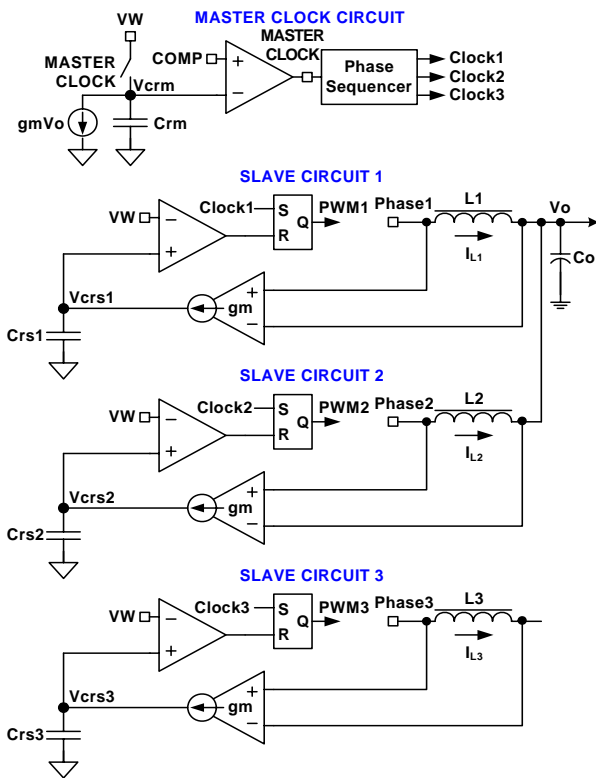 MASTER CLOCK CIRCUIT
VW
MASTER
CLOCK
COMP
Vcrm
gmVo
Crm
+
−
MASTER
CLOCK
Phase
Sequencer
Clock1
Clock2
Clock3
SLAVE CIRCUIT 1
VW
−
+
Clock1
S
R
Q
PWM1
Phase1
L1
IL1
Vo
Co
Vcrs1
Crs1
gm
+
−
SLAVE CIRCUIT 2
VW
−
+
Clock2
S
R
Q
PWM2
Phase2
L2
IL2
Vcrs2
Crs2
gm
+
−
SLAVE CIRCUIT 3
VW
−
+
Clock3
S
R
Q
PWM3
Phase3
L3
IL3
Vcrs3
Crs3
gm
+
−